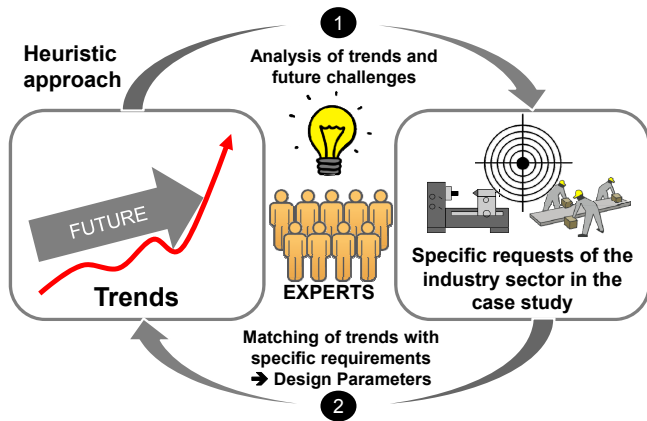 1
Heuristic
approach
Analysis of trends and
future challenges
FUTURE
Trends
EXPERTS
Specific requests of the
industry sector in the
case study
Matching of trends with
specific requirements
➔ Design Parameters
2